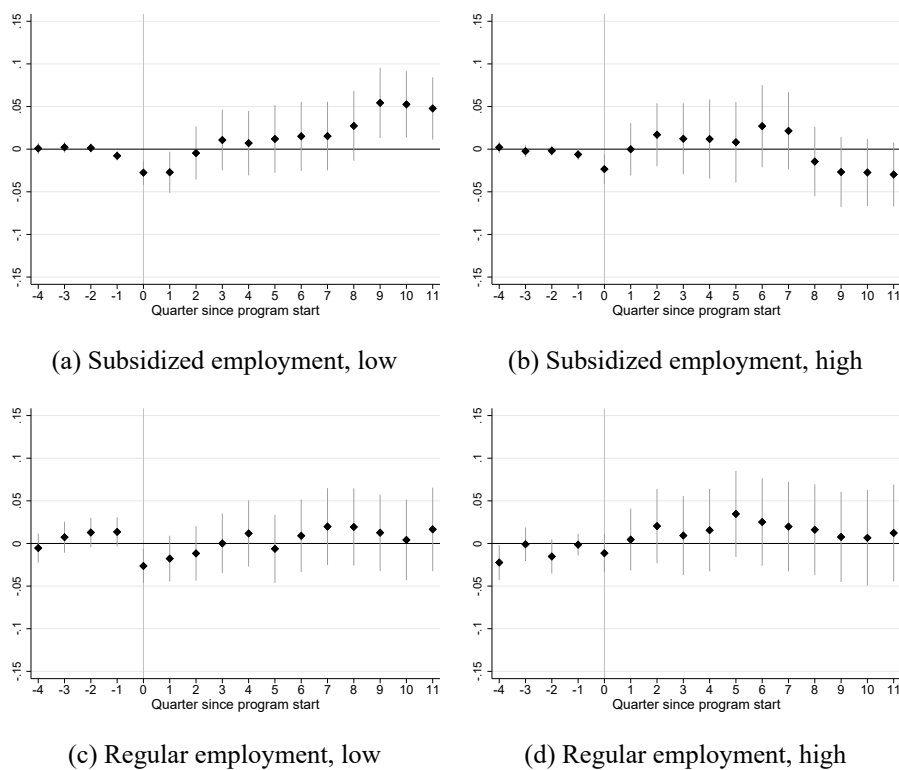 .15
.1
.05
0
-.05
-.1
-.15
-4 -3 -2 -1 0 1 2 3 4 5 6 7 8 9 10 11
Quarter since program start
(a) Subsidized employment, low
.15
.1
.05
0
-.05
-.1
-.15
-4 -3 -2 -1 0 1 2 3 4 5 6 7 8 9 10 11
Quarter since program start
(b) Subsidized employment, high
.15
.1
.05
0
-.05
-.1
-.15
-4 -3 -2 -1 0 1 2 3 4 5 6 7 8 9 10 11
Quarter since program start
(c) Regular employment, low
.15
.1
.05
0
-.05
-.1
-.15
-4 -3 -2 -1 0 1 2 3 4 5 6 7 8 9 10 11
Quarter since program start
(d) Regular employment, high